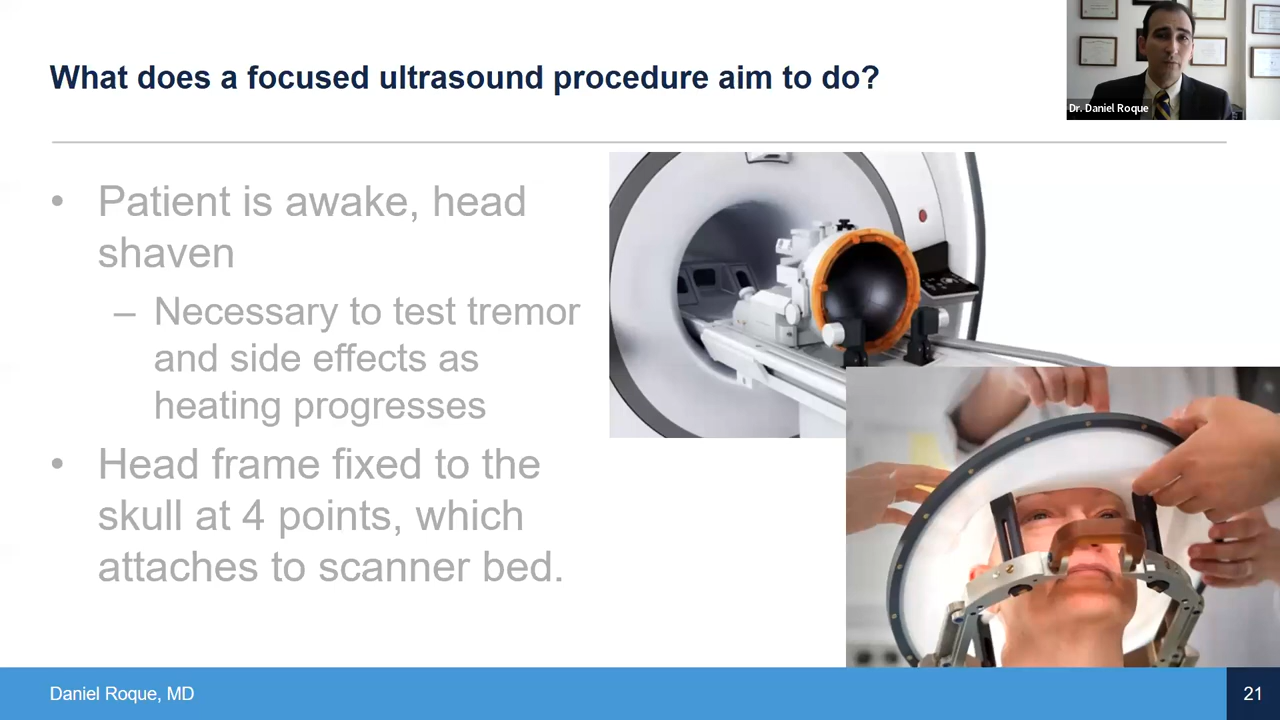 What does a focused ultrasound procedure aim to do?
Dr. Daniel Roque
• Patient is awake, head
shaven
– Necessary to test tremor
and side effects as
heating progresses
• Head frame fixed to the
skull at 4 points, which
attaches to scanner bed.
Daniel Roque, MD
21